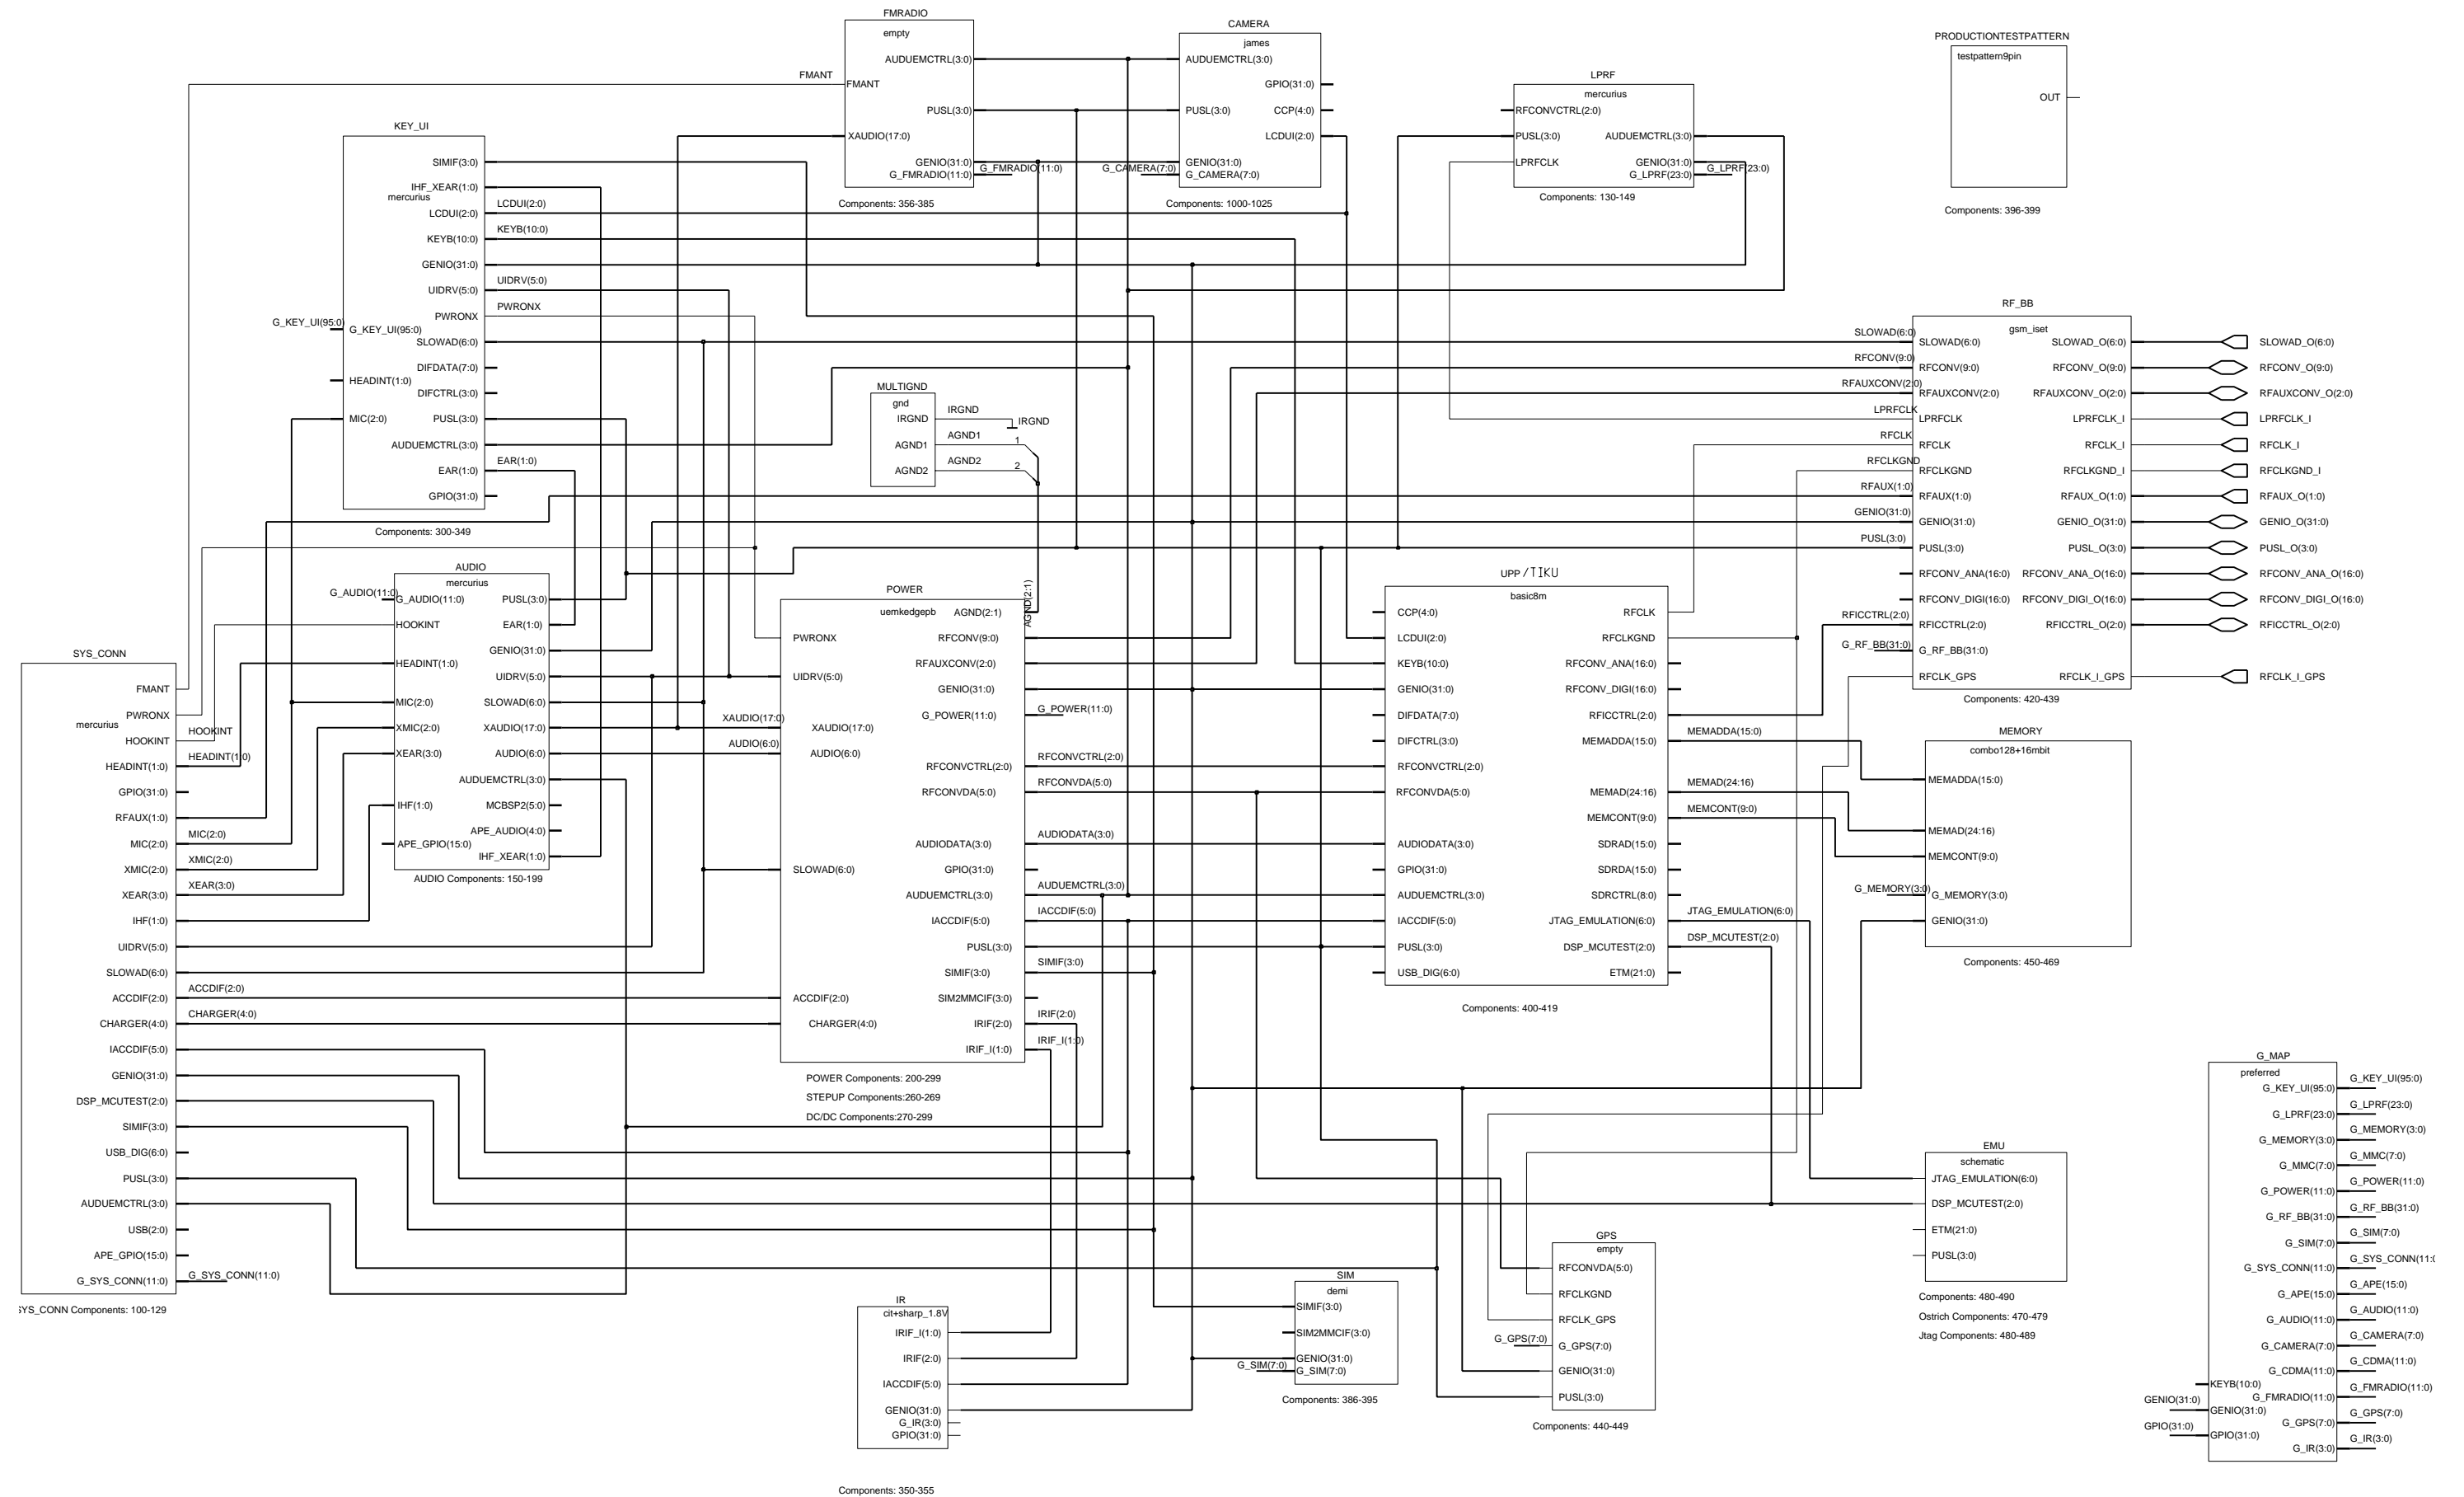 FMRADIO
empty
AUDUEMCTRL(3:0)
FMANT
FMANT
PUSL(3:0)
XAUDIO(17:0)
GENIO(31:0)
G_FMRADIO(11:0)
G_FMRADIO(11:0)
Components: 356-385
CAMERA
james
AUDUEMCTRL(3:0)
GPIO(31:0)
PUSL(3:0)
CCP(4:0)
LCDUI(2:0)
GENIO(31:0)
G_CAMERA(7:0)
G_CAMERA(7:0)
Components: 1000-1025
LPRF
mercurius
RFCONVCTRL(2:0)
PUSL(3:0)
AUDUEMCTRL(3:0)
LPRFCLK
GENIO(31:0)
G_LPRF(23:0)
G_LPRF(23:0)
Components: 130-149
PRODUCTIONTESTPATTERN
testpattern9pin
OUT
Components: 396-399
KEY_UI
SIMIF(3:0)
IHF_XEAR(1:0)
mercurius
LCDUI(2:0)
LCDUI(2:0)
KEYB(10:0)
KEYB(10:0)
GENIO(31:0)
UIDRV(5:0)
UIDRV(5:0)
PWRONX
PWRONX
G_KEY_UI(95:0)
G_KEY_UI(95:0)
SLOWAD(6:0)
DIFDATA(7:0)
HEADINT(1:0)
DIFCTRL(3:0)
MIC(2:0)
PUSL(3:0)
AUDUEMCTRL(3:0)
EAR(1:0)
EAR(1:0)
GPIO(31:0)
Components: 300-349
MULTIGND
gnd
IRGND
IRGND
IRGND
AGND1
AGND1
1
AGND2
AGND2
2
RF_BB
gsm_iset
SLOWAD(6:0)
SLOWAD(6:0)
SLOWAD_O(6:0)
SLOWAD_O(6:0)
RFCONV(9:0)
RFCONV(9:0)
RFCONV_O(9:0)
RFCONV_O(9:0)
RFAUXCONV(2:0)
RFAUXCONV(2:0)
RFAUXCONV_O(2:0)
RFAUXCONV_O(2:0)
LPRFCLK
LPRFCLK
LPRFCLK_I
LPRFCLK_I
RFCLK
RFCLK
RFCLK_I
RFCLK_I
RFCLKGND
RFCLKGND
RFCLKGND_I
RFCLKGND_I
RFAUX(1:0)
RFAUX(1:0)
RFAUX_O(1:0)
RFAUX_O(1:0)
GENIO(31:0)
GENIO(31:0)
GENIO_O(31:0)
GENIO_O(31:0)
PUSL(3:0)
PUSL(3:0)
PUSL_O(3:0)
PUSL_O(3:0)
RFCONV_ANA(16:0)
RFCONV_ANA_O(16:0)
RFCONV_ANA_O(16:0)
RFCONV_DIGI(16:0)
RFCONV_DIGI_O(16:0)
RFCONV_DIGI_O(16:0)
RFICCTRL(2:0)
RFICCTRL(2:0)
RFICCTRL_O(2:0)
RFICCTRL_O(2:0)
G_RF_BB(31:0)
G_RF_BB(31:0)
RFCLK_GPS
RFCLK_I_GPS
RFCLK_I_GPS
Components: 420-439
AUDIO
mercurius
G_AUDIO(11:0)
G_AUDIO(11:0)
PUSL(3:0)
HOOKINT
EAR(1:0)
GENIO(31:0)
HEADINT(1:0)
UIDRV(5:0)
MIC(2:0)
SLOWAD(6:0)
XMIC(2:0)
XAUDIO(17:0)
XEAR(3:0)
AUDIO(6:0)
AUDUEMCTRL(3:0)
IHF(1:0)
MCBSP2(5:0)
APE_AUDIO(4:0)
APE_GPIO(15:0)
IHF_XEAR(1:0)
AUDIO Components: 150-199
SYS_CONN
FMANT
PWRONX
mercurius
HOOKINT
HOOKINT
HEADINT(1:0)
HEADINT(1:0)
GPIO(31:0)
RFAUX(1:0)
MIC(2:0)
MIC(2:0)
XMIC(2:0)
XMIC(2:0)
XEAR(3:0)
XEAR(3:0)
IHF(1:0)
UIDRV(5:0)
SLOWAD(6:0)
ACCDIF(2:0)
ACCDIF(2:0)
CHARGER(4:0)
CHARGER(4:0)
IACCDIF(5:0)
GENIO(31:0)
DSP_MCUTEST(2:0)
SIMIF(3:0)
USB_DIG(6:0)
PUSL(3:0)
AUDUEMCTRL(3:0)
USB(2:0)
APE_GPIO(15:0)
G_SYS_CONN(11:0)
G_SYS_CONN(11:0)
SYS_CONN Components: 100-129
POWER
uemkedgepb
AGND(2:1)
AGND(2:1)
PWRONX
RFCONV(9:0)
RFAUXCONV(2:0)
UIDRV(5:0)
GENIO(31:0)
G_POWER(11:0)
G_POWER(11:0)
XAUDIO(17:0)
XAUDIO(17:0)
AUDIO(6:0)
AUDIO(6:0)
RFCONVCTRL(2:0)
RFCONVCTRL(2:0)
RFCONVDA(5:0)
RFCONVDA(5:0)
AUDIODATA(3:0)
AUDIODATA(3:0)
SLOWAD(6:0)
GPIO(31:0)
AUDUEMCTRL(3:0)
AUDUEMCTRL(3:0)
IACCDIF(5:0)
IACCDIF(5:0)
PUSL(3:0)
SIMIF(3:0)
SIMIF(3:0)
ACCDIF(2:0)
SIM2MMCIF(3:0)
CHARGER(4:0)
IRIF(2:0)
IRIF(2:0)
IRIF_I(1:0)
IRIF_I(1:0)
POWER Components: 200-299
STEPUP Components:260-269
DC/DC Components:270-299
UPP /TIKU
basic8m
CCP(4:0)
RFCLK
LCDUI(2:0)
RFCLKGND
KEYB(10:0)
RFCONV_ANA(16:0)
GENIO(31:0)
RFCONV_DIGI(16:0)
DIFDATA(7:0)
RFICCTRL(2:0)
DIFCTRL(3:0)
MEMADDA(15:0)
MEMADDA(15:0)
RFCONVCTRL(2:0)
RFCONVDA(5:0)
MEMAD(24:16)
MEMAD(24:16)
MEMCONT(9:0)
MEMCONT(9:0)
AUDIODATA(3:0)
SDRAD(15:0)
GPIO(31:0)
SDRDA(15:0)
AUDUEMCTRL(3:0)
SDRCTRL(8:0)
IACCDIF(5:0)
JTAG_EMULATION(6:0)
JTAG_EMULATION(6:0)
PUSL(3:0)
DSP_MCUTEST(2:0)
DSP_MCUTEST(2:0)
USB_DIG(6:0)
ETM(21:0)
Components: 400-419
MEMORY
combo128+16mbit
MEMADDA(15:0)
MEMAD(24:16)
MEMCONT(9:0)
G_MEMORY(3:0)
G_MEMORY(3:0)
GENIO(31:0)
Components: 450-469
EMU
schematic
JTAG_EMULATION(6:0)
DSP_MCUTEST(2:0)
ETM(21:0)
PUSL(3:0)
Components: 480-490
Ostrich Components: 470-479
Jtag Components: 480-489
GPS
empty
RFCONVDA(5:0)
RFCLKGND
RFCLK_GPS
G_GPS(7:0)
G_GPS(7:0)
GENIO(31:0)
PUSL(3:0)
Components: 440-449
SIM
demi
SIMIF(3:0)
SIM2MMCIF(3:0)
GENIO(31:0)
G_SIM(7:0)
G_SIM(7:0)
Components: 386-395
IR
cit+sharp_1.8V
IRIF_I(1:0)
IRIF(2:0)
IACCDIF(5:0)
GENIO(31:0)
G_IR(3:0)
GPIO(31:0)
Components: 350-355
G_MAP
preferred
G_KEY_UI(95:0)
G_KEY_UI(95:0)
G_LPRF(23:0)
G_LPRF(23:0)
G_MEMORY(3:0)
G_MEMORY(3:0)
G_MMC(7:0)
G_MMC(7:0)
G_POWER(11:0)
G_POWER(11:0)
G_RF_BB(31:0)
G_RF_BB(31:0)
G_SIM(7:0)
G_SIM(7:0)
G_SYS_CONN(11:0)
G_SYS_CONN(11:0
G_APE(15:0)
G_APE(15:0)
G_AUDIO(11:0)
G_AUDIO(11:0)
G_CAMERA(7:0)
G_CAMERA(7:0)
G_CDMA(11:0)
G_CDMA(11:0)
KEYB(10:0)
G_FMRADIO(11:0)
G_FMRADIO(11:0)
GENIO(31:0)
GENIO(31:0)
G_GPS(7:0)
G_GPS(7:0)
GPIO(31:0)
GPIO(31:0)
G_IR(3:0)
G_IR(3:0)